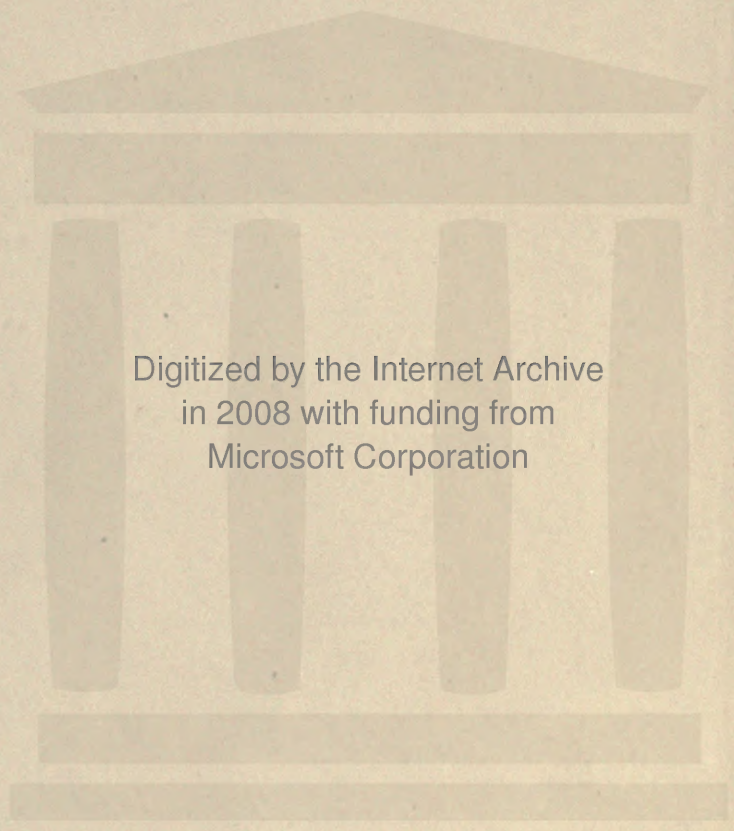 Digitized by the Internet Archive
in 2008 with funding from
Microsoft Corporation